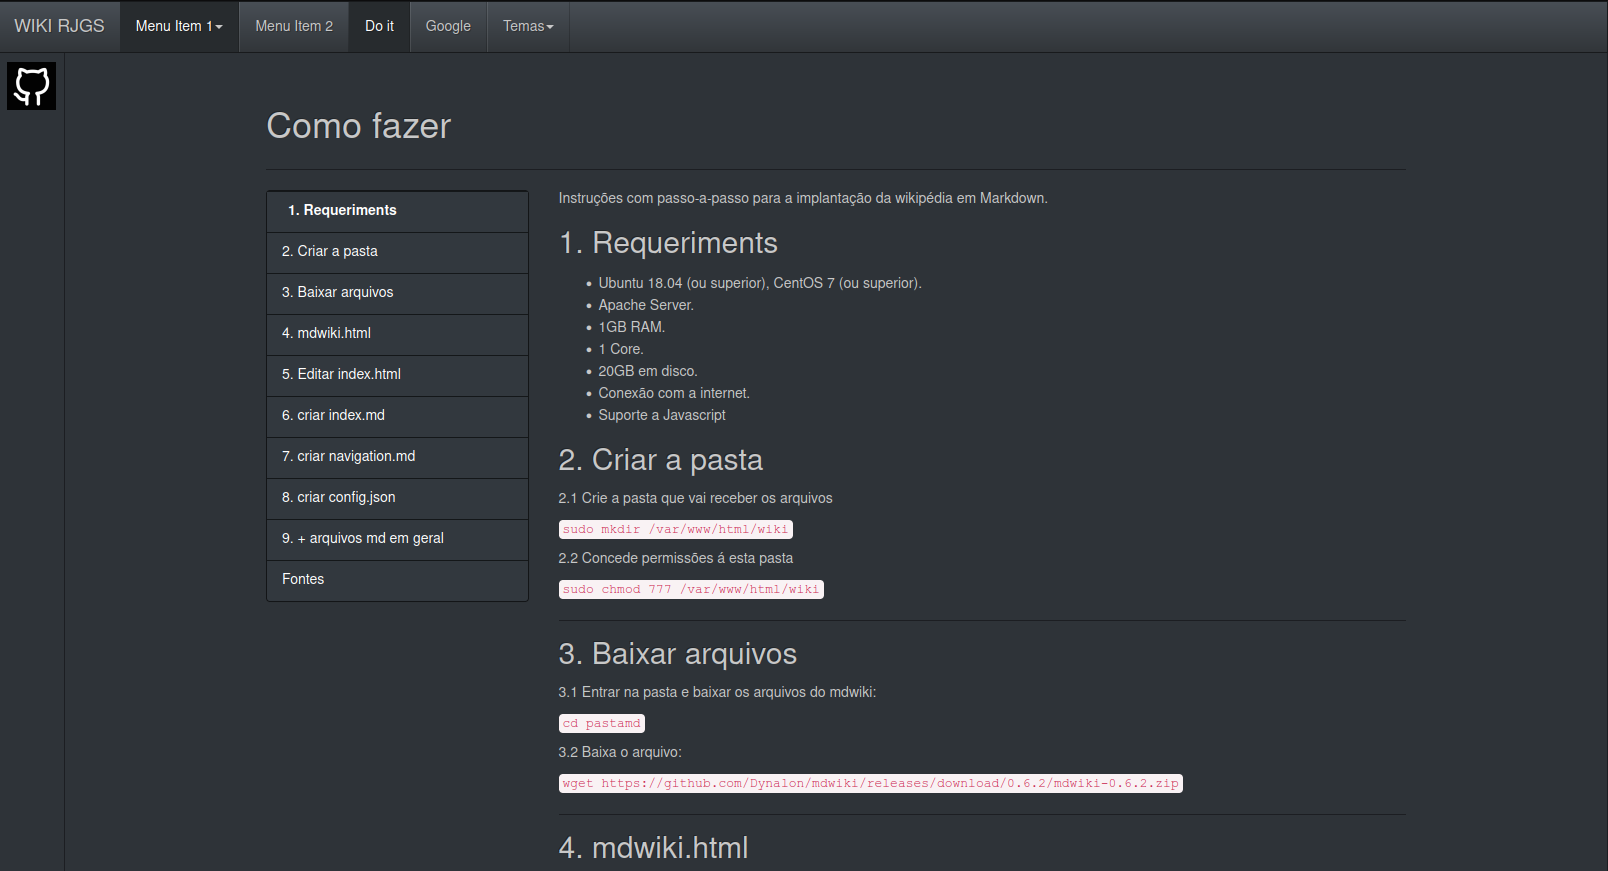 WIKI RJGS Menu Item 1 Menu Item 2 Do it Google Temas
Como fazer
1. Requeriments
2. Criar a pasta
3. Baixar arquivos
4. mdwiki.html
5. Editar index.html
6. criar index.md
7. criar navigation.md
8. criar config.json
9. + arquivos md em geral
Fontes
Instruções com passo-a-passo para a implantação da wikipédia em Markdown.
1. Requeriments
Ubuntu 18.04 (ou superior), CentOS 7 (ou superior).
Apache Server.
1GB RAM.
1 Core.
20GB em disco.
Conexão com a internet.
Suporte a Javascript
2. Criar a pasta
2.1 Crie a pasta que vai receber os arquivos
sudo mkdir /var/www/html/wiki
2.2 Concede permissões á esta pasta
sudo chmod 777 /var/www/html/wiki
3. Baixar arquivos
3.1 Entrar na pasta e baixar os arquivos do mdwiki:
cd pastamd
3.2 Baixa o arquivo:
wget https://github.com/Dynalon/mdwiki/releases/download/0.6.2/mdwiki-0.6.2.zip
4. mdwiki.html